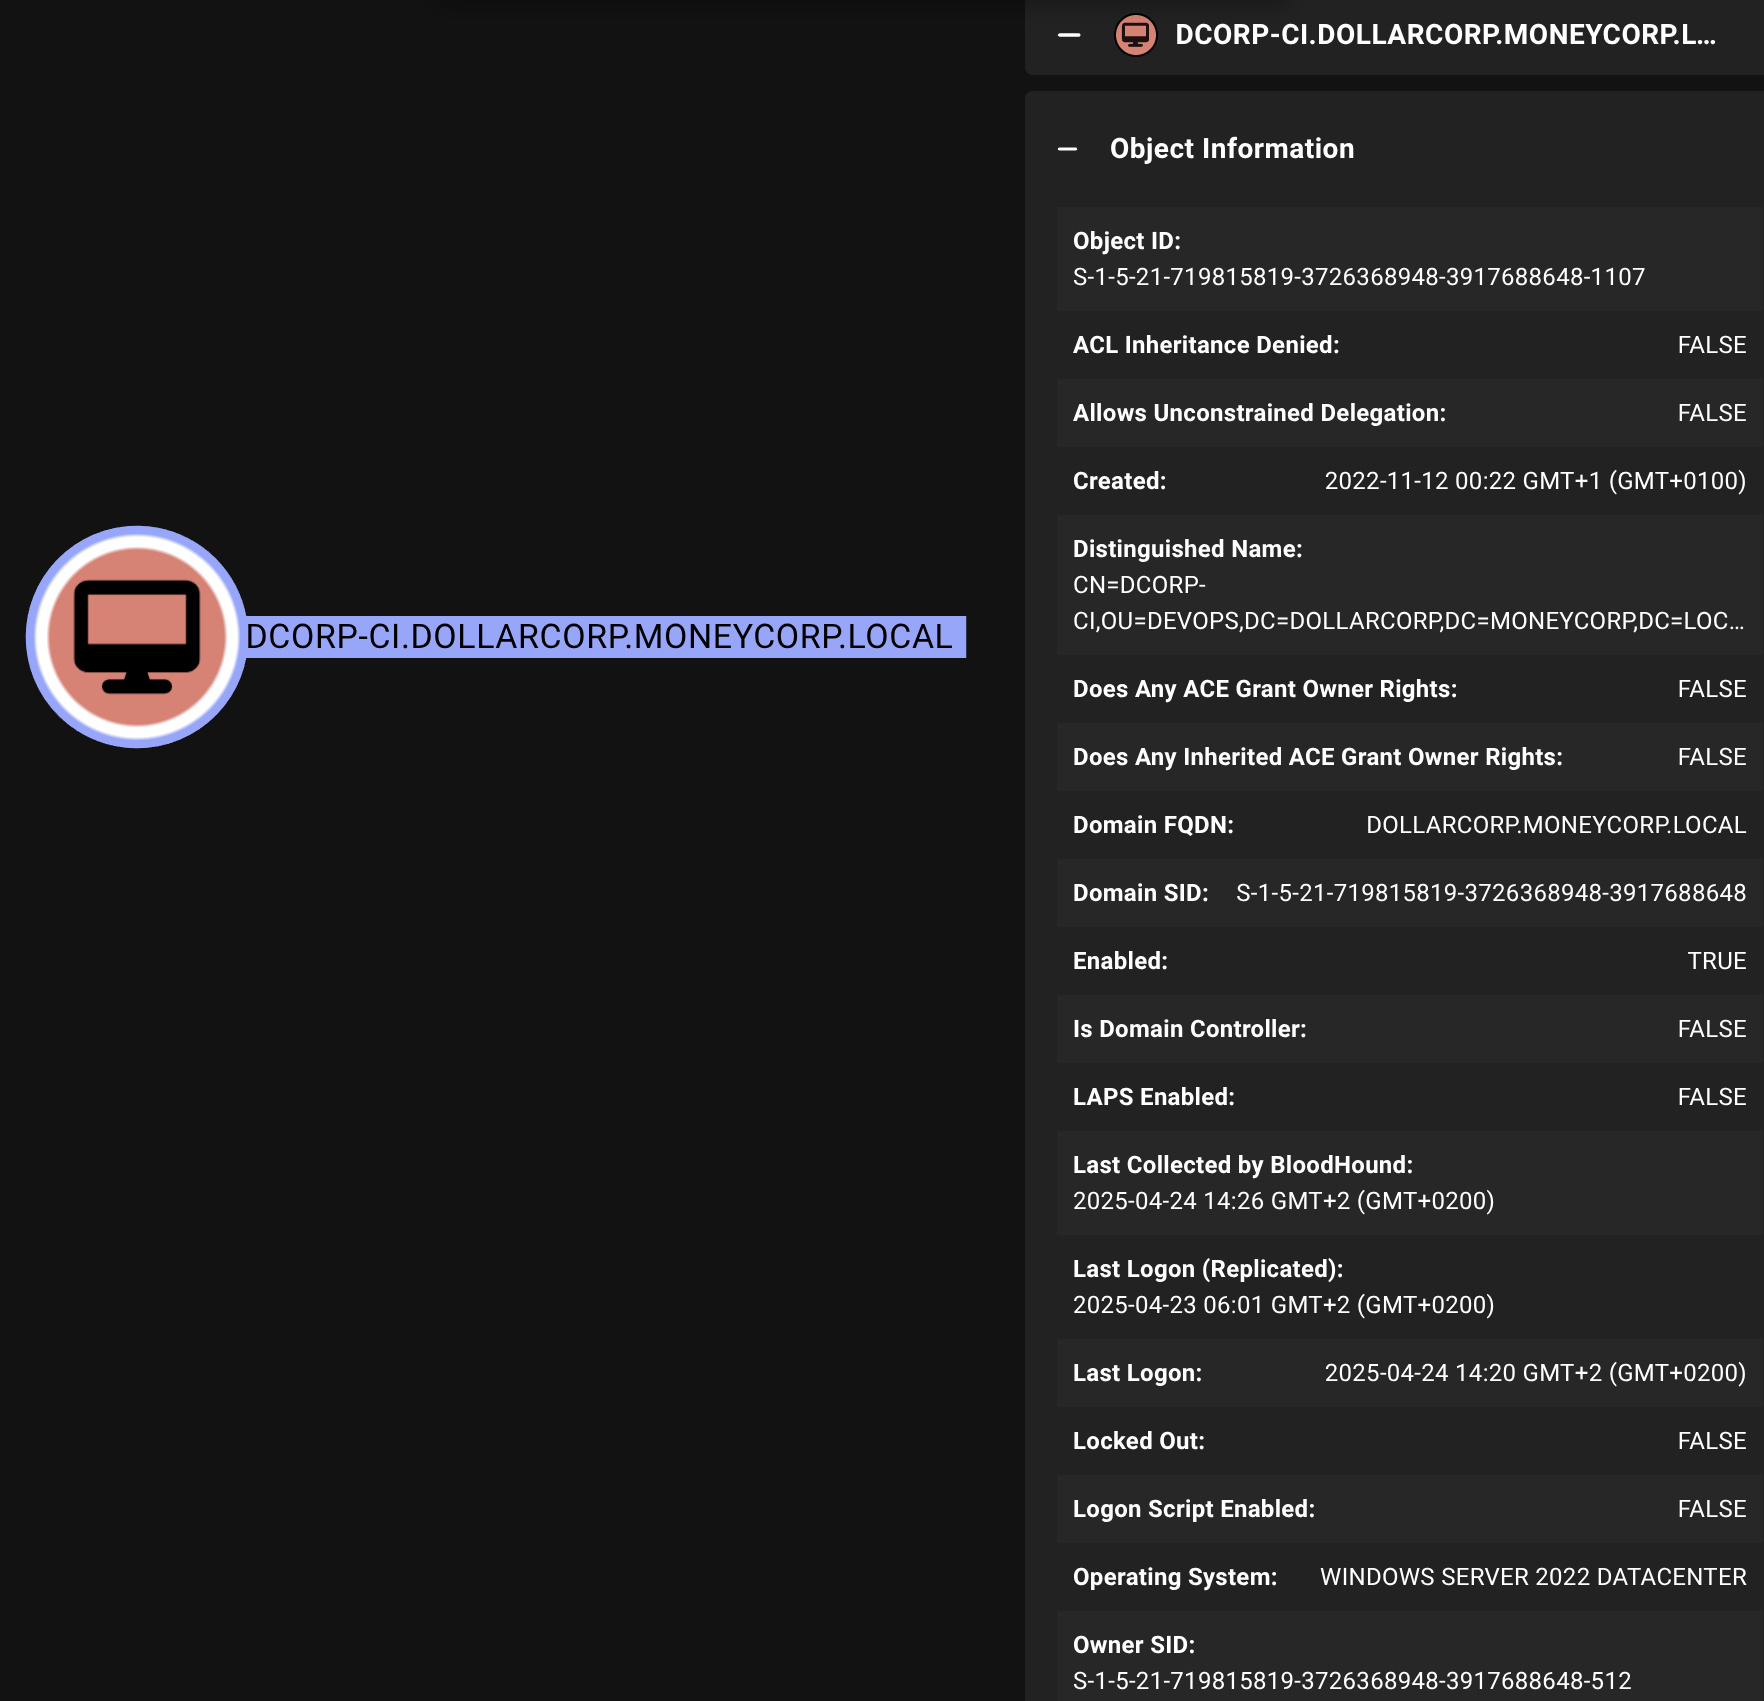 DCORP-CI.DOLLARCORP.MONEYCORP.L...
Object Information
Object ID:
S-1-5-21-719815819-3726368948-3917688648-1107
ACL Inheritance Denied: FALSE
Allows Unconstrained Delegation: FALSE
Created: 2022-11-12 00:22 GMT+1 (GMT+0100)
Distinguished Name:
CN=DCORP-
CI,OU=DEVOPS,DC=DOLLARCORP,DC=MONEYCORP,DC=LOC...
DCORP-CI.DOLLARCORP.MONEYCORP.LOCAL
Does Any ACE Grant Owner Rights: FALSE
Does Any Inherited ACE Grant Owner Rights: FALSE
Domain FQDN: DOLLARCORP.MONEYCORP.LOCAL
Domain SID: S-1-5-21-719815819-3726368948-3917688648
Enabled: TRUE
Is Domain Controller: FALSE
LAPS Enabled: FALSE
Last Collected by BloodHound:
2025-04-24 14:26 GMT+2 (GMT+0200)
Last Logon (Replicated):
2025-04-23 06:01 GMT+2 (GMT+0200)
Last Logon: 2025-04-24 14:20 GMT+2 (GMT+0200)
Locked Out: FALSE
Logon Script Enabled: FALSE
Operating System: WINDOWS SERVER 2022 DATACENTER
Owner SID:
S-1-5-21-719815819-3726368948-3917688648-512